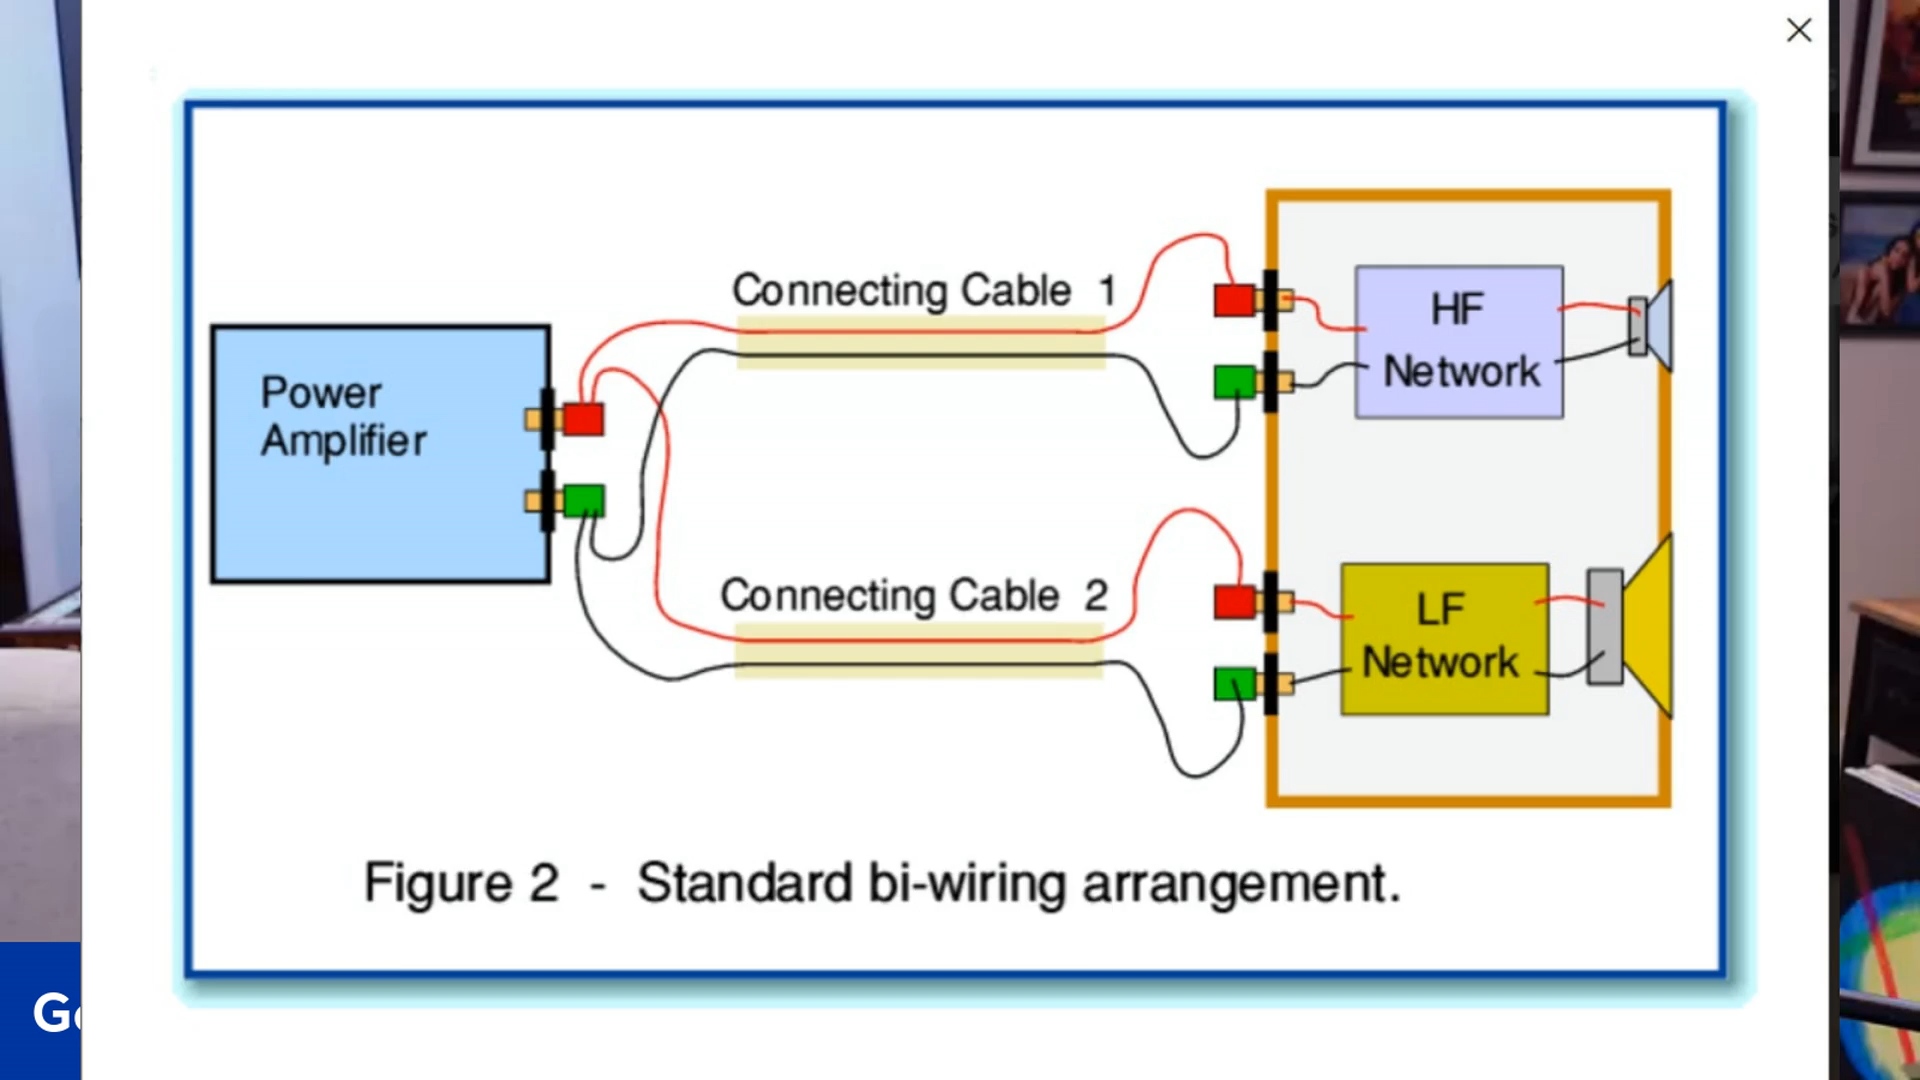 Connecting Cable 1
HF
Network
Power
Amplifier
Connecting Cable 2
LF
Network
Figure 2 - Standard bi-wiring arrangement.